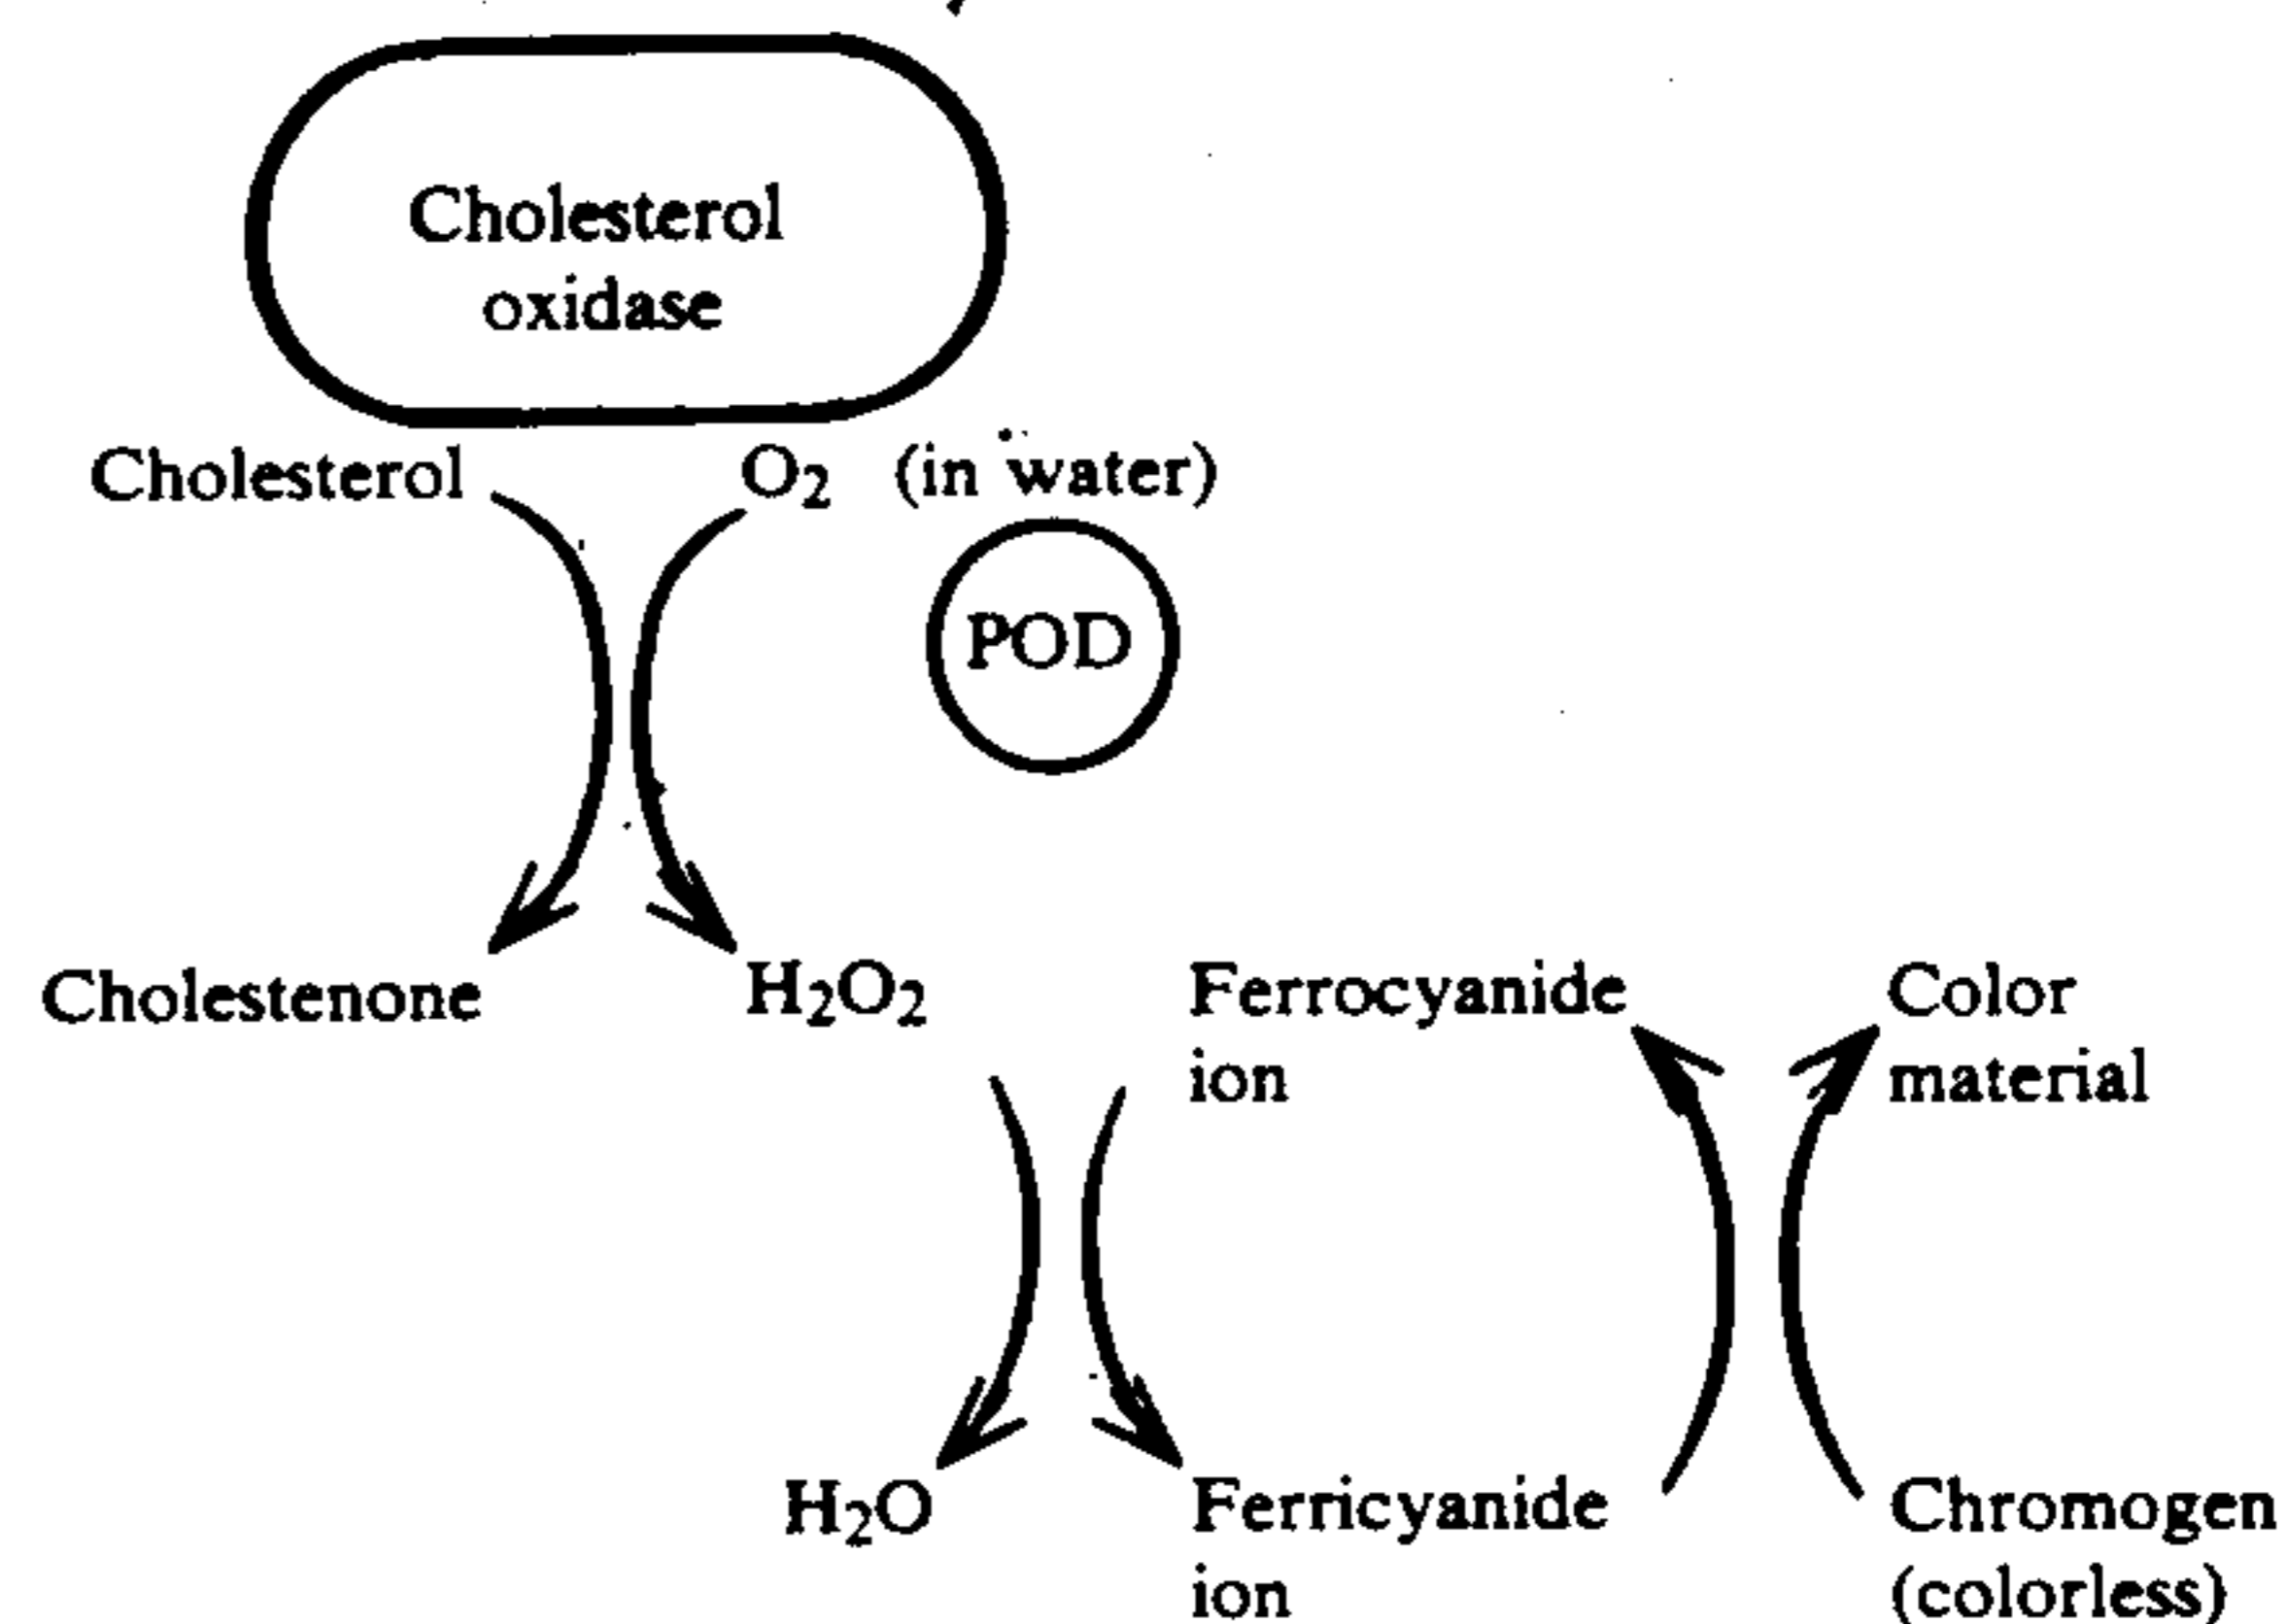 Cholesterol
oxidase
Cholesterol O₂ (in water)
POD
Cholestenone H₂O₂ Ferrocyanide Color
ion material
H₂O Ferricyanide Chromogen
ion (colorless)